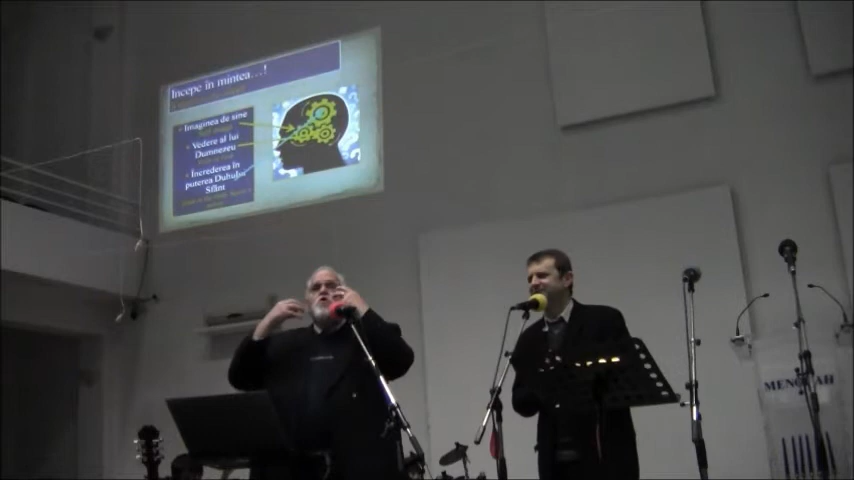 Începe în mintea...!
• Imaginea de sine
• Vedere al lui
Dumnezeu
• Încrederea în
puterea Duhului
Sfânt
MENORAH